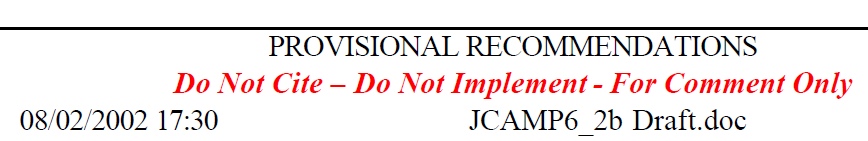 PROVISIONAL RECOMMENDATIONS
Do Not Cite – Do Not Implement - For Comment Only
08/02/2002 17:30 JCAMP6_2b Draft.doc